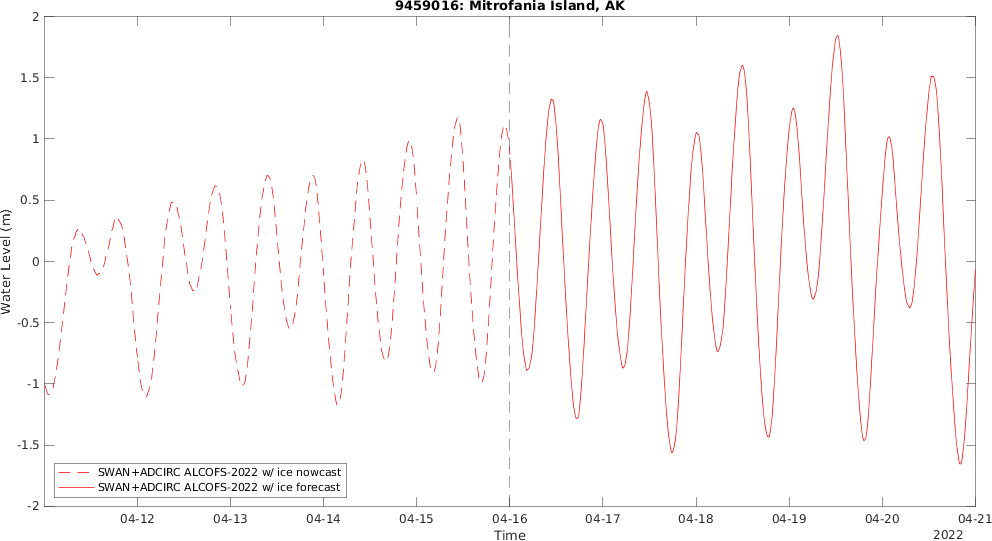 9459016: Mitrofania Island, AK
2
1.5
1
0.5
0
-0.5
-1
-1.5
-2
Water Level (m)
SWAN+ADCIRC ALCOFS-2022 w/ ice nowcast
SWAN+ADCIRC ALCOFS-2022 w/ ice forecast
04-12 04-13 04-14 04-15 04-16 04-17 04-18 04-19 04-20 04-21
Time
2022